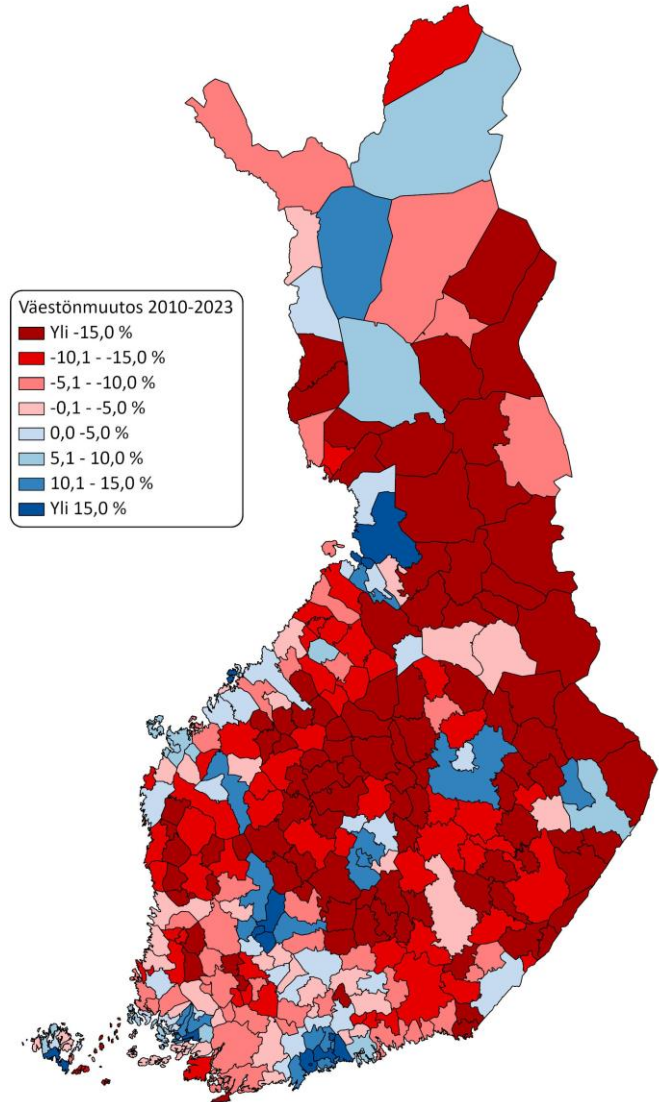 Väestönmuutos 2010-2023
Yli -15,0 %
-10,1 - -15,0 %
-5,1 - -10,0 %
-0,1 - -5,0 %
0,0 -5,0 %
5,1 - 10,0 %
10,1 - 15,0 %
Yli 15,0 %